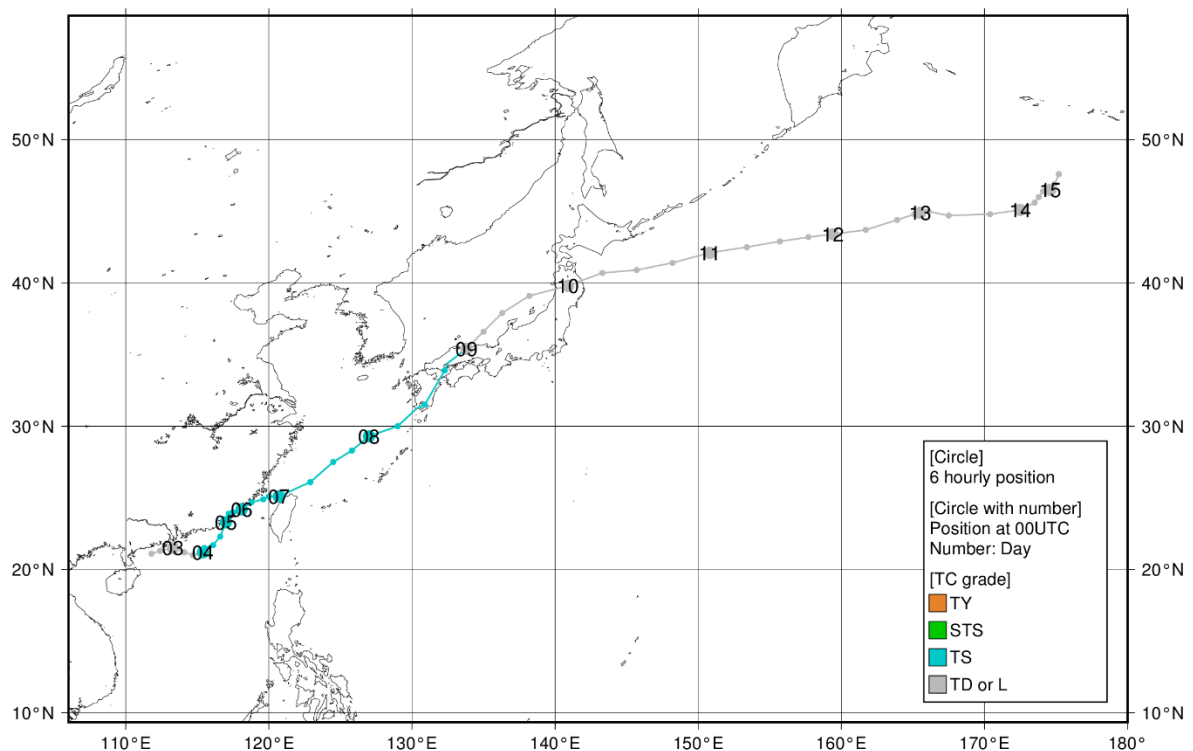 50°N
50°N
15
13
14
12
11
40°N
40°N
10
09
30°N
30°N
08
07
06
05
04
03
20°N
20°N
10°N
10°N
[Circle]
6 hourly position
[Circle with number]
Position at 00UTC
Number: Day
[TC grade]
TY
STS
TS
TD or L
110°E
120°E
130°E
140°E
150°E
160°E
170°E
180°